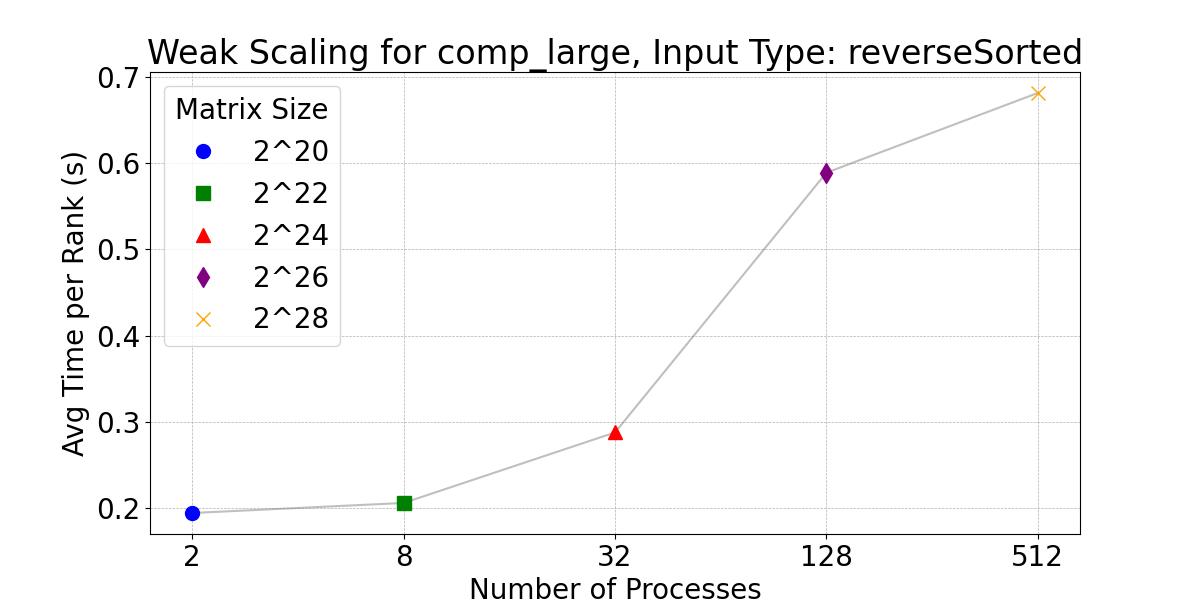 Weak Scaling for comp_large, Input Type: reverseSorted
Avg Time per Rank (s)
0.7
0.6
0.5
0.4
0.3
0.2
Matrix Size
2^20
2^22
2^24
2^26
2^28
2 8 32 128 512
Number of Processes